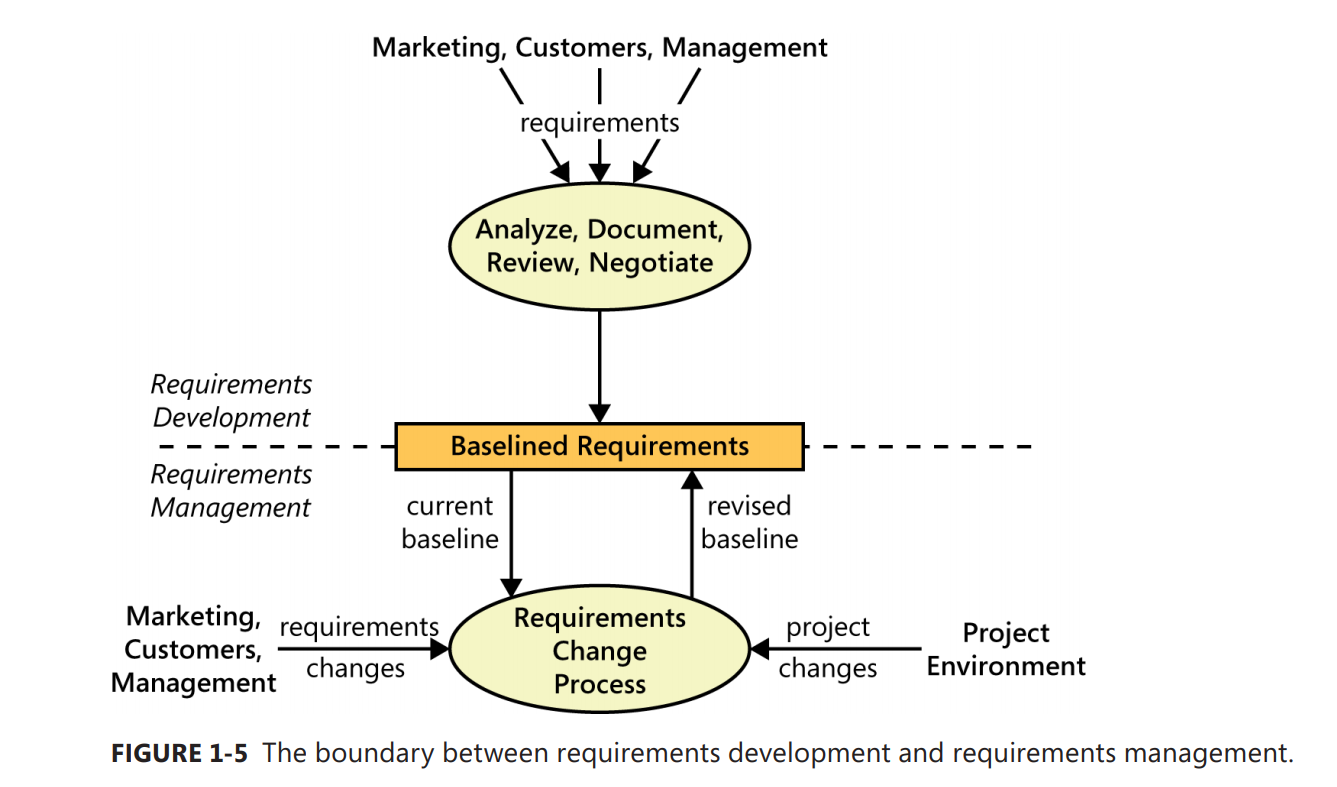 Marketing, Customers, Management
requirements
Analyze, Document,
Review, Negotiate
Requirements
Development
Baselined Requirements
Requirements
Management
current
baseline
revised
baseline
Marketing,
Customers,
Management
requirements
changes
Requirements
Change
Process
project
changes
Project
Environment
FIGURE 1-5 The boundary between requirements development and requirements management.